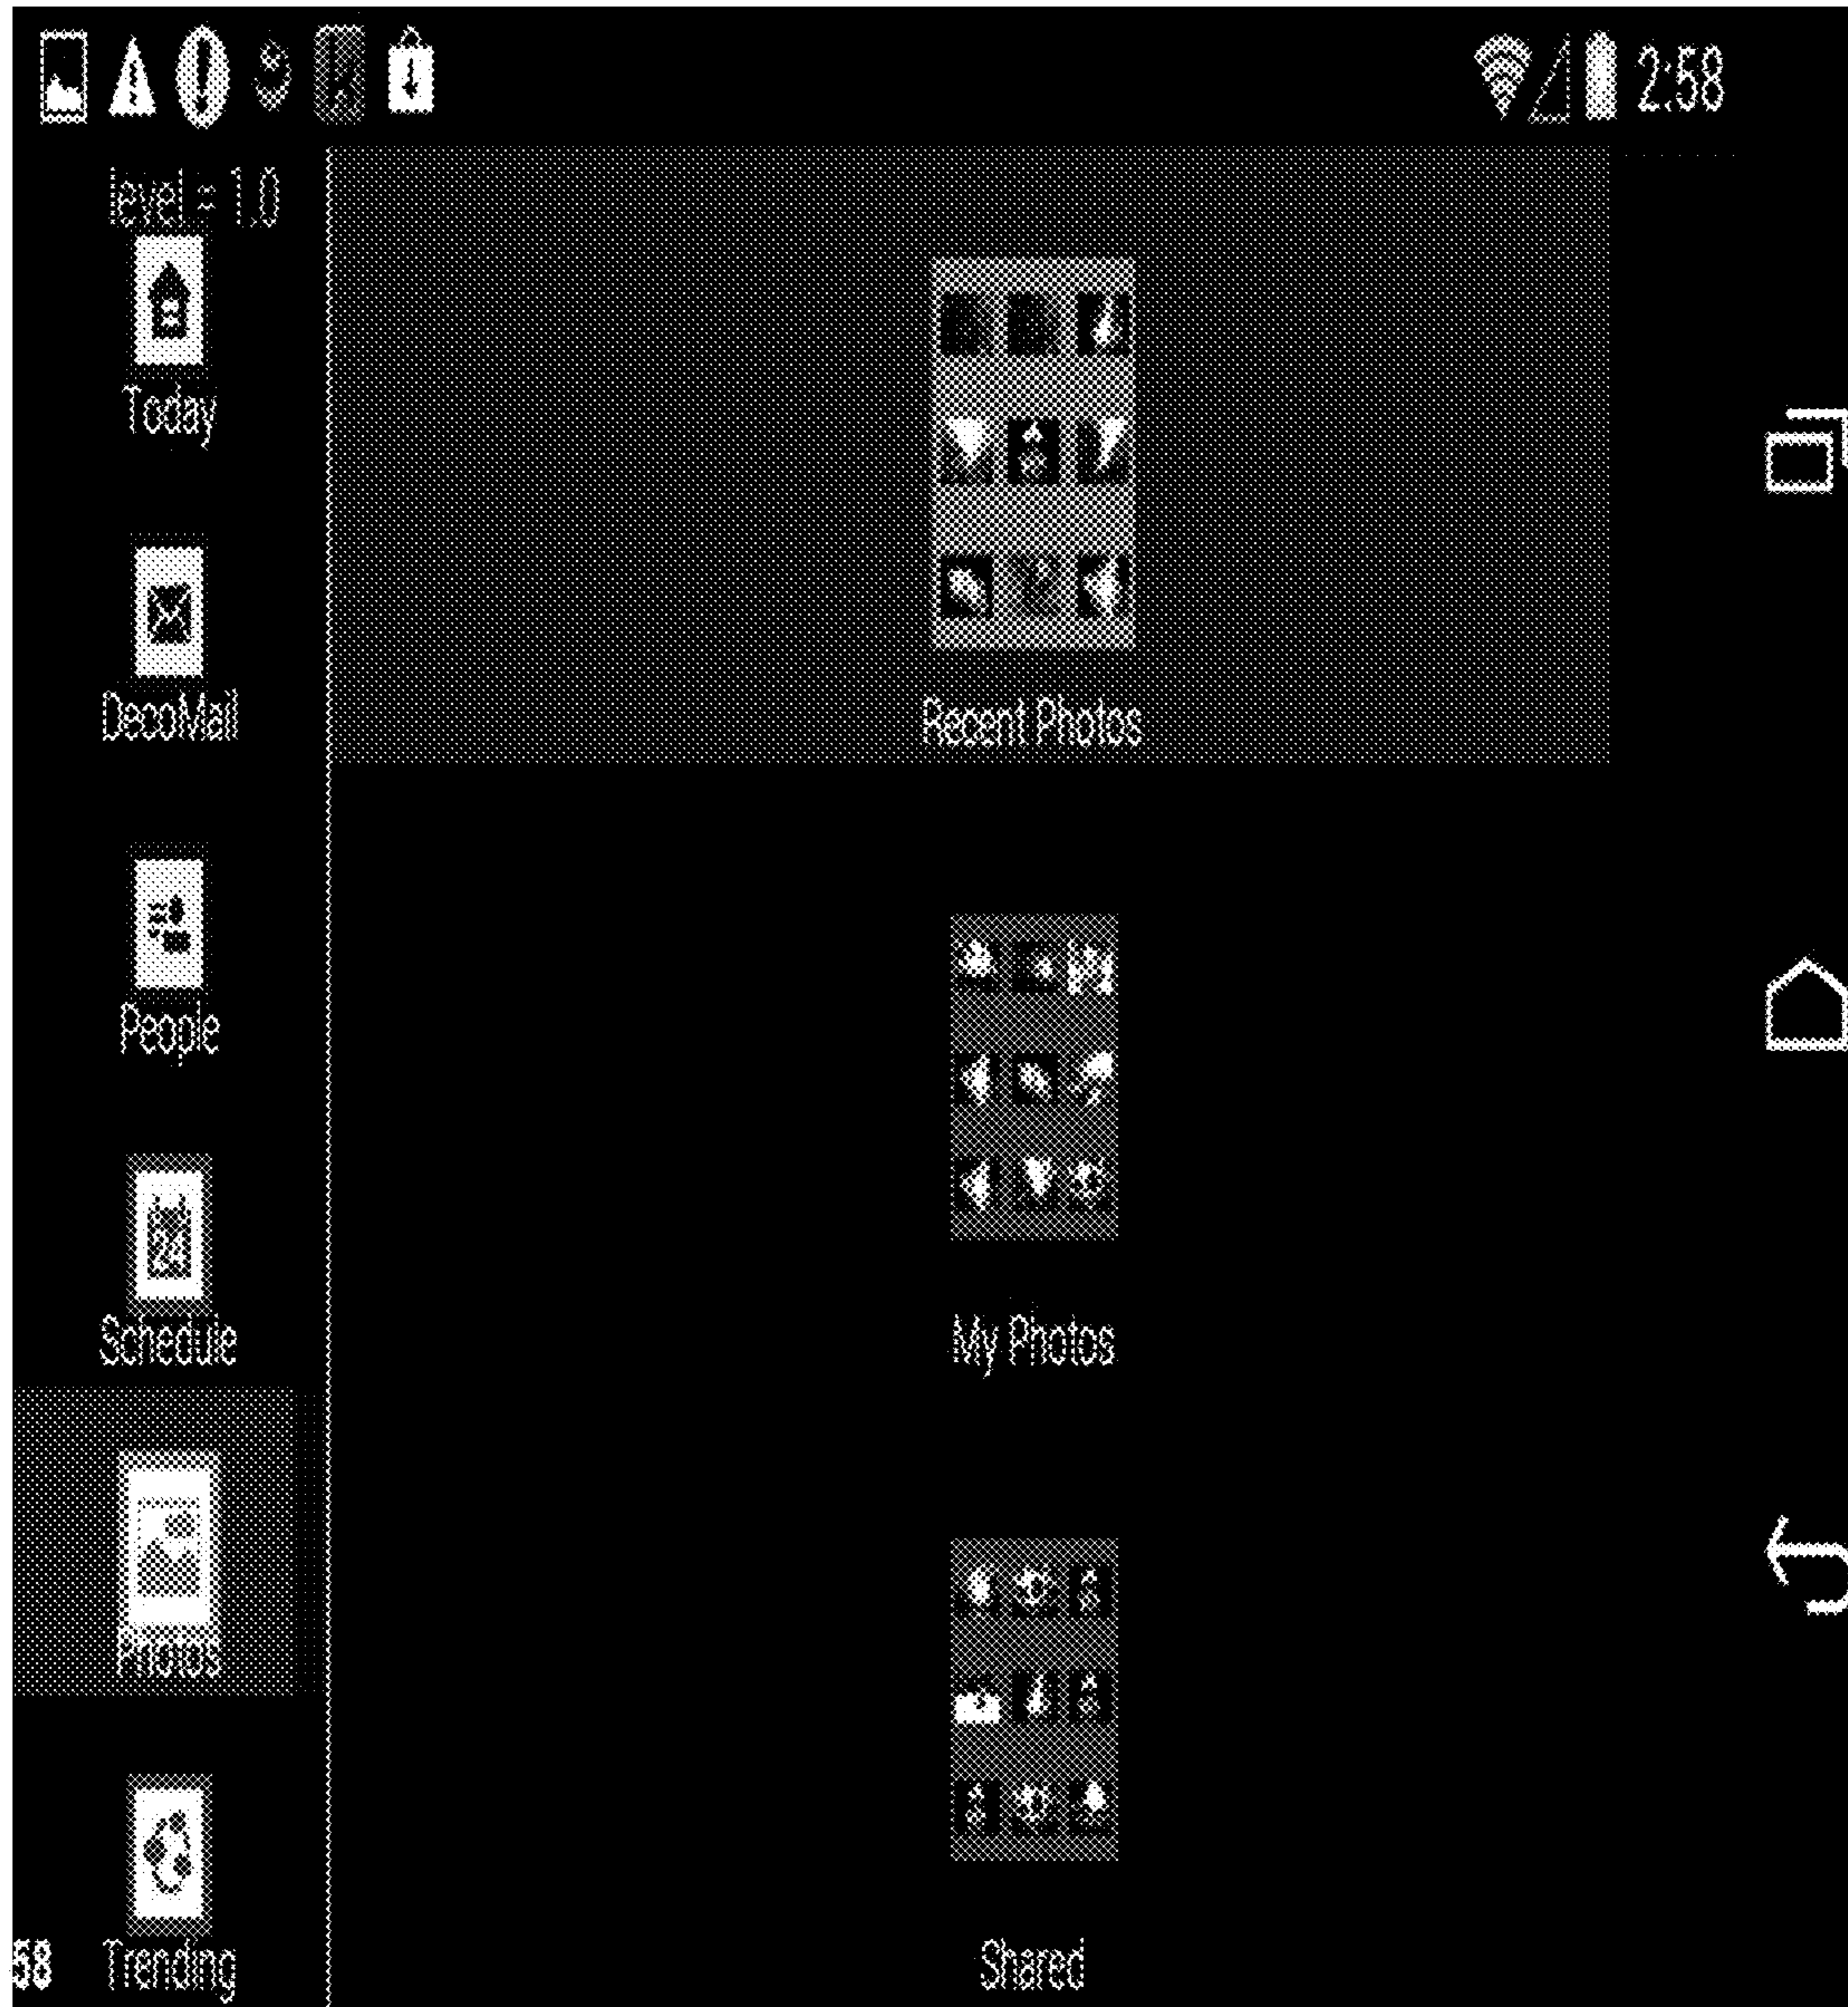 2:58
level = 1.0
Today
DecoMail
People
Schedule
24
Photos
Trending
58
Recent Photos
My Photos
Shared